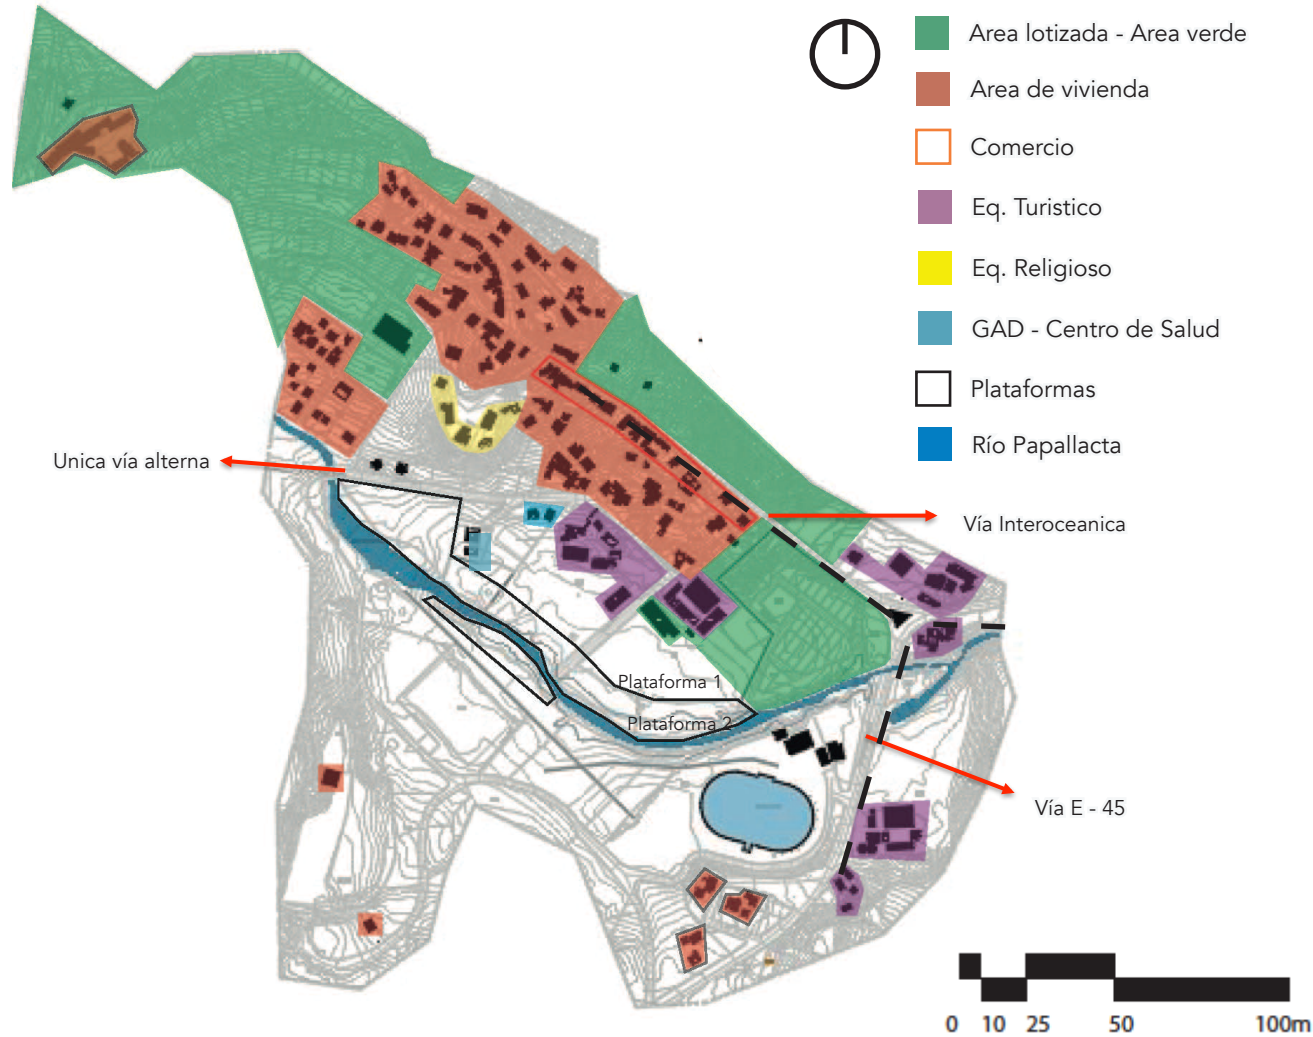 Area lotizada - Area verde
Area de vivienda
Comercio
Eq. Turistico
Eq. Religioso
GAD - Centro de Salud
Plataformas
Río Papallacta
Unica vía alterna
Vía Interoceanica
Plataforma 1
Plataforma 2
Vía E - 45
0 10 25 50 100m